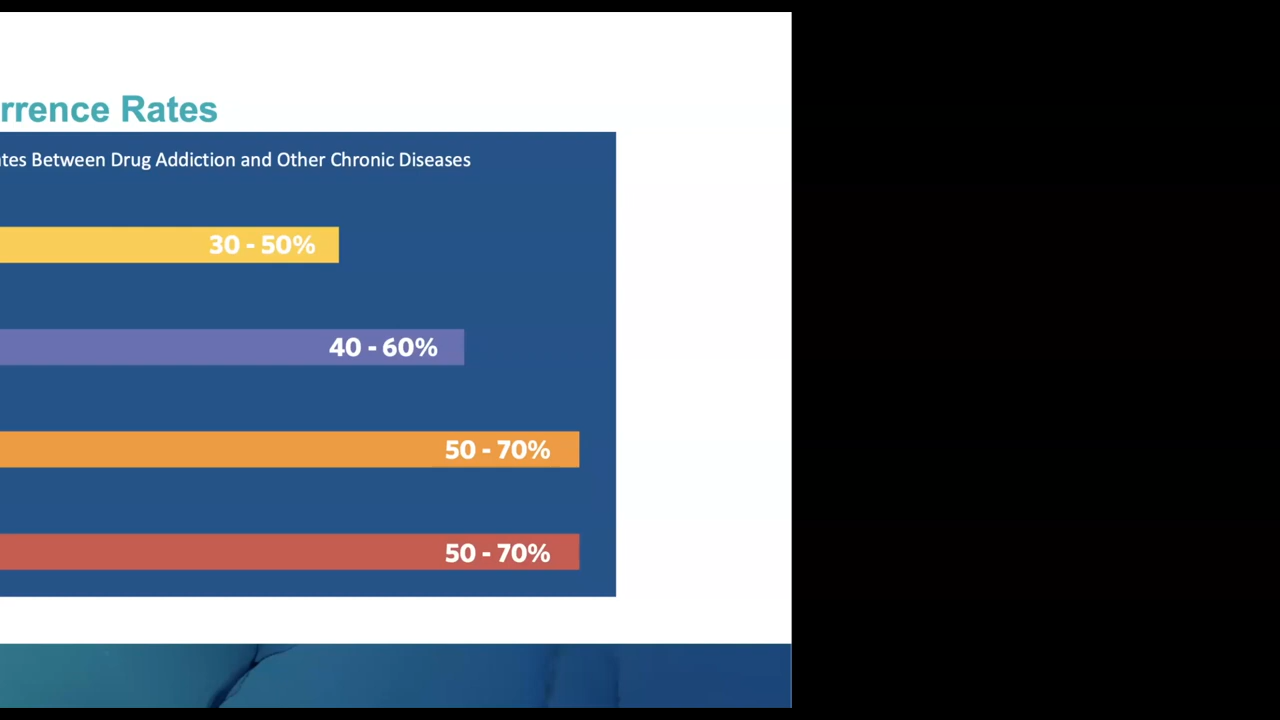 rrence Rates
tes Between Drug Addiction and Other Chronic Diseases
30 - 50%
40 - 60%
50 - 70%
50 - 70%